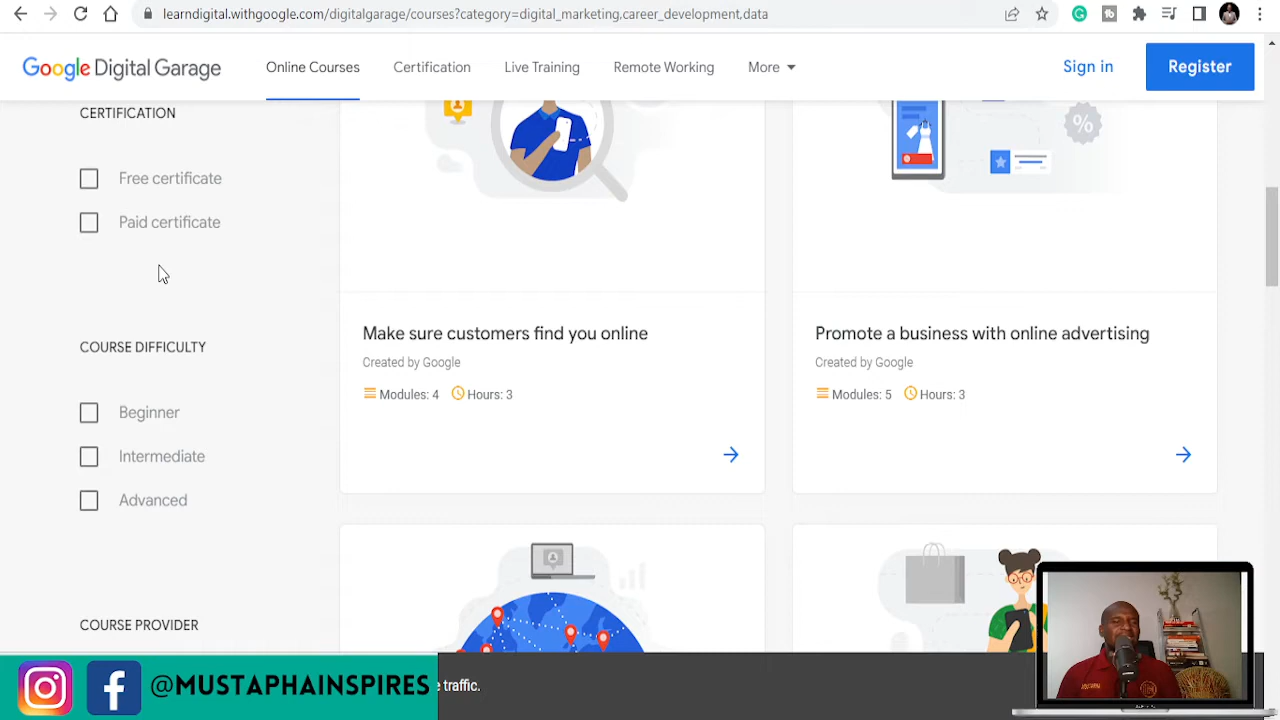 learndigital.withgoogle.com/digitalgarage/courses?category=digital_marketing,career_development,data
Google Digital Garage
Online Courses
Certification
Live Training
Remote Working
More
Sign in
Register
CERTIFICATION
Free certificate
Paid certificate
COURSE DIFFICULTY
Beginner
Intermediate
Advanced
COURSE PROVIDER
%
Make sure customers find you online
Created by Google
Modules: 4 Hours: 3
Promote a business with online advertising
Created by Google
Modules: 5 Hours: 3
@MUSTAPHAINSPIRES
traffic.